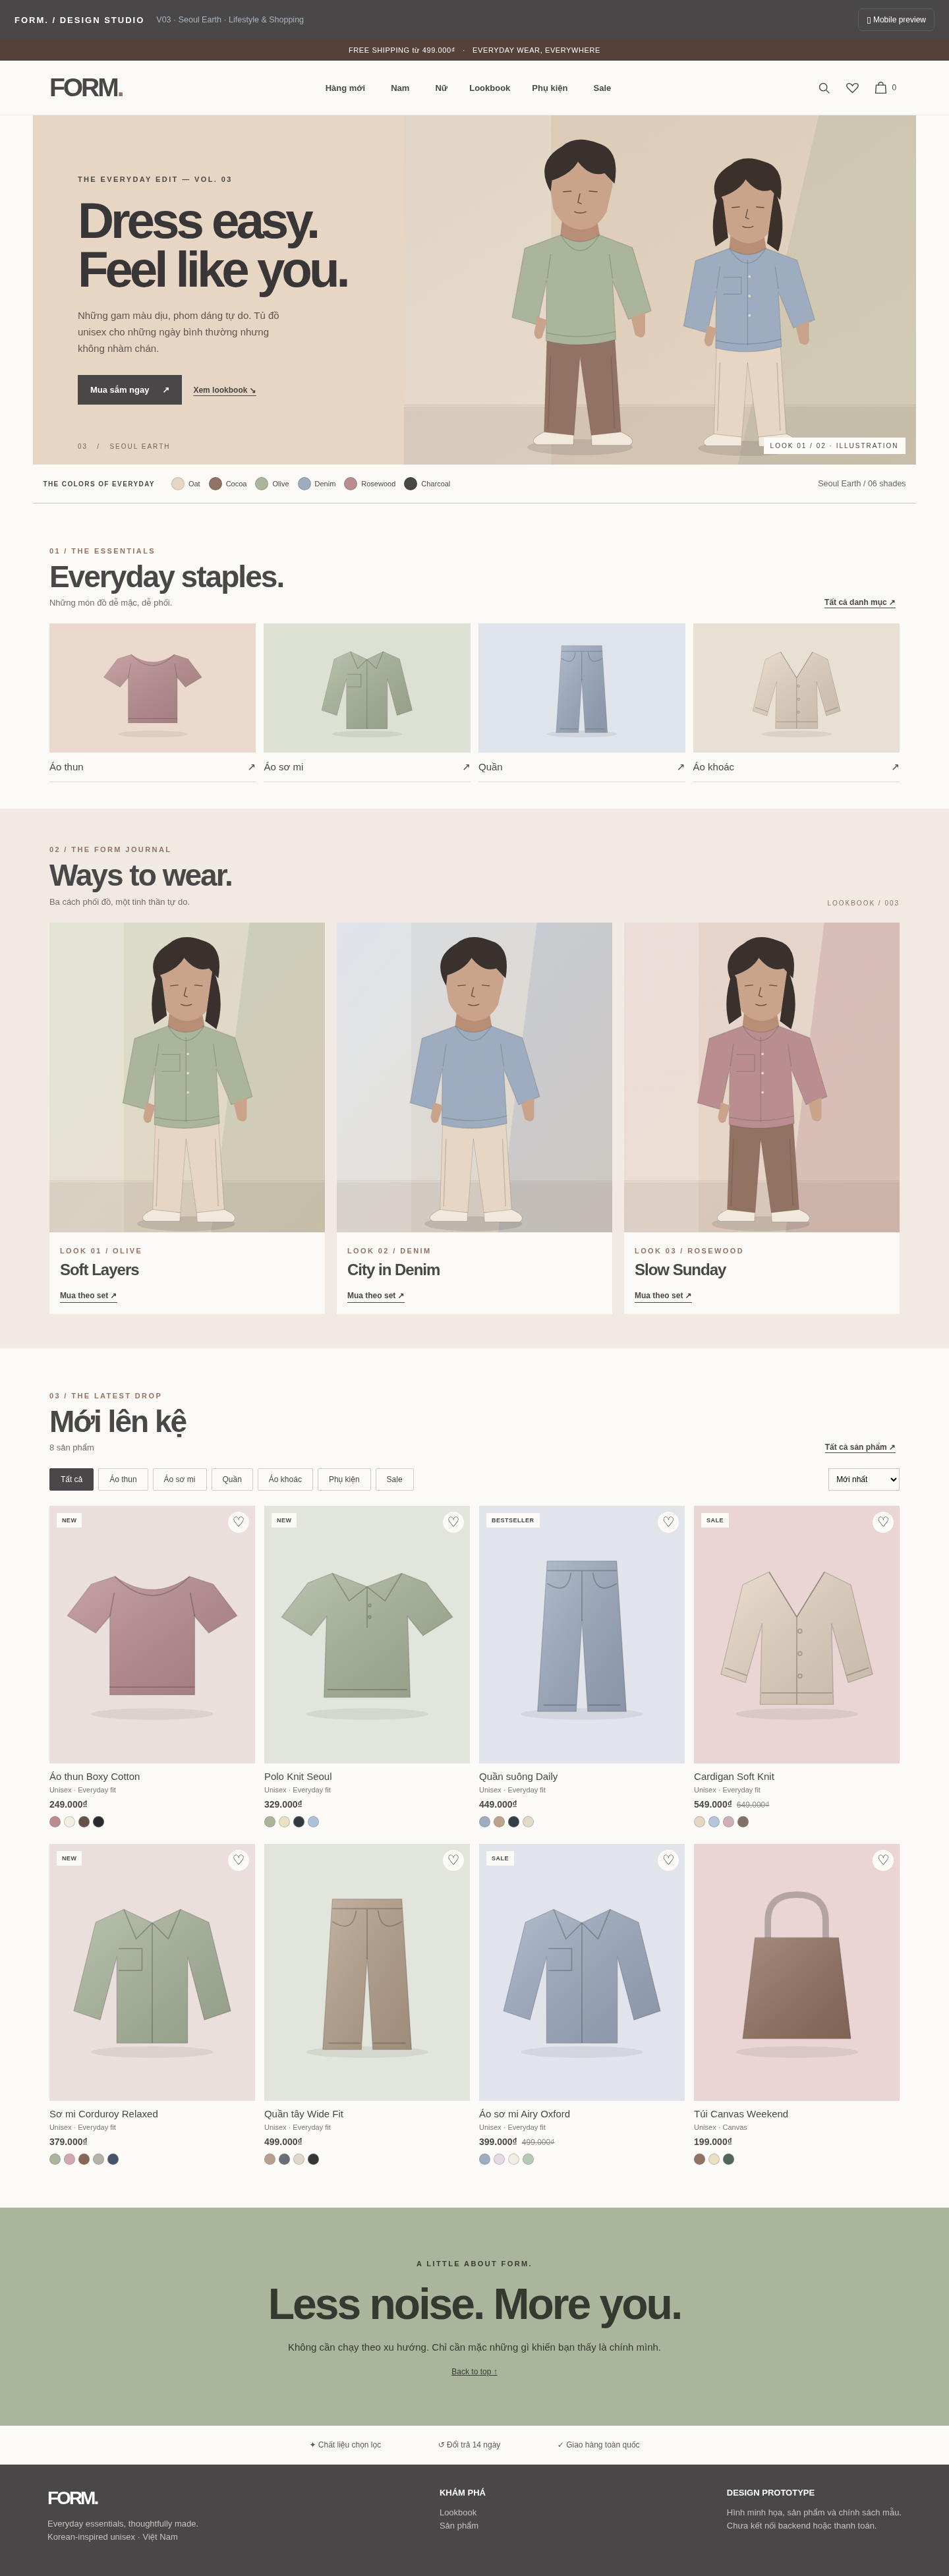 FORM. / DESIGN STUDIO V03 · Seoul Earth · Lifestyle & Shopping
Mobile preview
FREE SHIPPING từ 499.000₫ · EVERYDAY WEAR, EVERYWHERE
FORM.
Hàng mới Nam Nữ Lookbook Phụ kiện Sale
0
THE EVERYDAY EDIT — VOL. 03
Dress easy.
Feel like you.
Những gam màu dịu, phom dáng tự do. Tủ đồ
unisex cho những ngày bình thường nhưng
không nhàm chán.
Mua sắm ngay ↗ Xem lookbook ↘
03 / SEOUL EARTH
LOOK 01 / 02 · ILLUSTRATION
THE COLORS OF EVERYDAY Oat Cocoa Olive Denim Rosewood Charcoal
Seoul Earth / 06 shades
01 / THE ESSENTIALS
Everyday staples.
Những món đồ dễ mặc, dễ phối.
Tất cả danh mục ↗
Áo thun ↗ Áo sơ mi ↗ Quần ↗ Áo khoác ↗
02 / THE FORM JOURNAL
Ways to wear.
Ba cách phối đồ, một tinh thần tự do.
LOOKBOOK / 003
LOOK 01 / OLIVE
Soft Layers
Mua theo set ↗
LOOK 02 / DENIM
City in Denim
Mua theo set ↗
LOOK 03 / ROSEWOOD
Slow Sunday
Mua theo set ↗
03 / THE LATEST DROP
Mới lên kệ
8 sản phẩm
Tất cả sản phẩm ↗
Tất cả Áo thun Áo sơ mi Quần Áo khoác Phụ kiện Sale
Mới nhất
NEW
Áo thun Boxy Cotton
Unisex · Everyday fit
249.000₫
NEW
Polo Knit Seoul
Unisex · Everyday fit
329.000₫
BESTSELLER
Quần suông Daily
Unisex · Everyday fit
449.000₫
SALE
Cardigan Soft Knit
Unisex · Everyday fit
549.000₫ 649.000₫
NEW
Sơ mi Corduroy Relaxed
Unisex · Everyday fit
379.000₫
Quần tây Wide Fit
Unisex · Everyday fit
499.000₫
SALE
Áo sơ mi Airy Oxford
Unisex · Everyday fit
399.000₫ 499.000₫
Túi Canvas Weekend
Unisex · Canvas
199.000₫
A LITTLE ABOUT FORM.
Less noise. More you.
Không cần chạy theo xu hướng. Chỉ cần mặc những gì khiến bạn thấy là chính mình.
Back to top ↑
✦ Chất liệu chọn lọc ↺ Đổi trả 14 ngày ✓ Giao hàng toàn quốc
FORM.
Everyday essentials, thoughtfully made.
Korean-inspired unisex · Việt Nam
KHÁM PHÁ
Lookbook
Sản phẩm
DESIGN PROTOTYPE
Hình minh họa, sản phẩm và chính sách mẫu.
Chưa kết nối backend hoặc thanh toán.